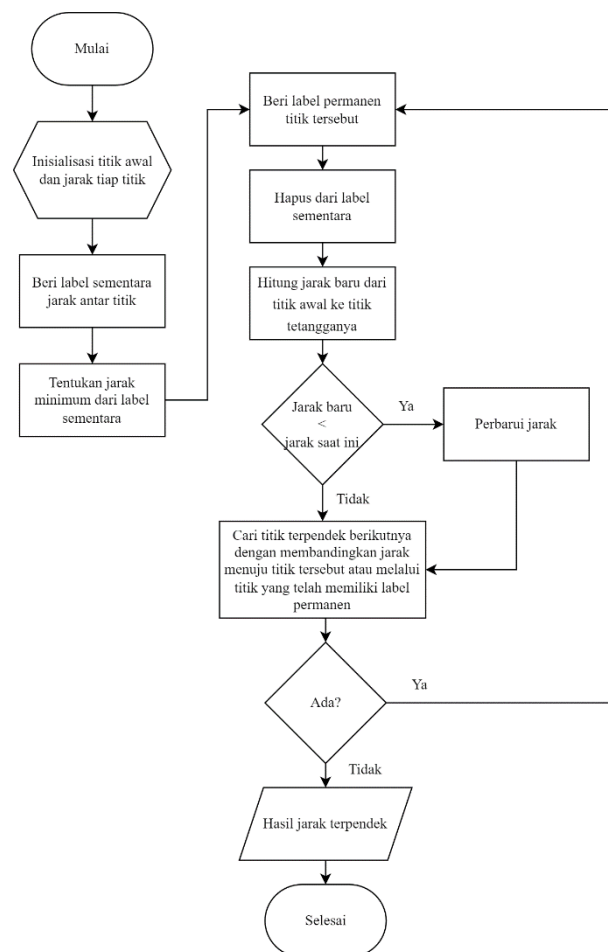 Mulai
Inisialisasi titik awal
dan jarak tiap titik
Beri label sementara
jarak antar titik
Tentukan jarak
minimum dari label
sementara
Beri label permanen
titik tersebut
Hapus dari label
sementara
Hitung jarak baru dari
titik awal ke titik
tetangganya
Jarak baru
<
jarak saat ini
Ya
Perbarui jarak
Tidak
Cari titik terpendek berikutnya
dengan membandingkan jarak
menuju titik tersebut atau melalui
titik yang telah memiliki label
permanen
Ada?
Ya
Tidak
Hasil jarak terpendek
Selesai